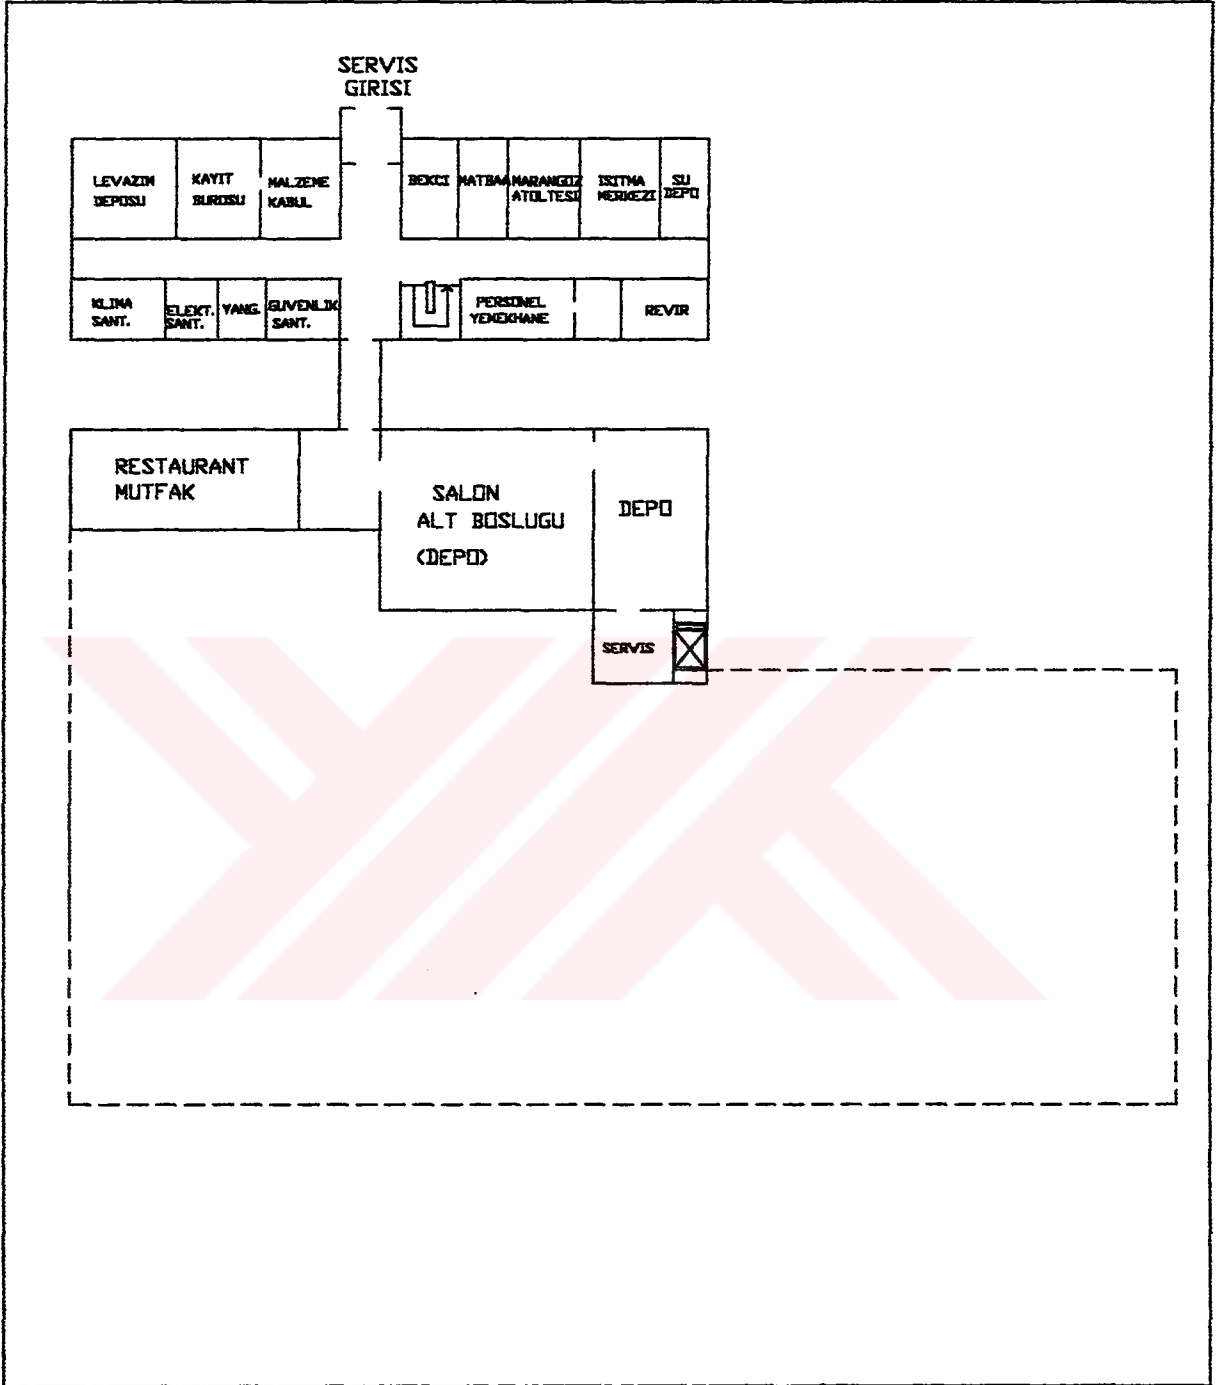 SERVIS
GIRISI
LEVAZIM
DEPOSU
KAYIT
BUROSU
MALZEME
KABUL
BEKCI
MATBAA
MARANGOZ
ATOLTESI
ISITMA
MERKEZI
SU
DEPO
KLIMA
SANT.
ELEKT.
SANT.
YANG.
GUVENLIK
SANT.
PERSONEL
YEMEKHANE
REVIR
RESTAURANT
MUTFAK
SALON
ALT BOSLUGU
(DEPO)
DEPO
SERVIS